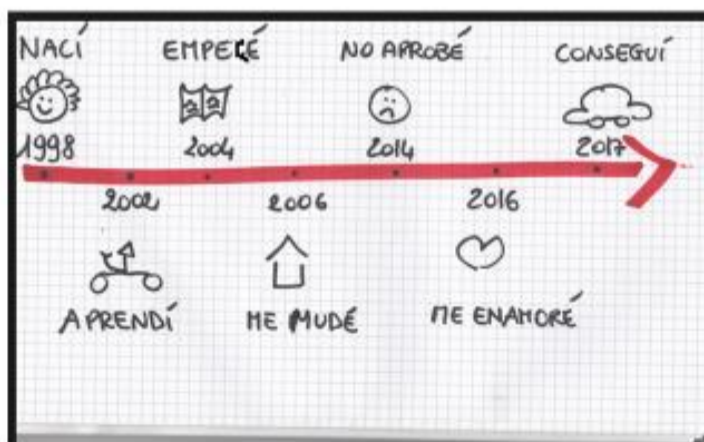 NACÍ EMPECÉ NO APROBÉ CONSEGUÍ
1998 2004 2014 2017
2002 2006 2016
APRENDÍ ME MUDÉ ME ENAMORÉ